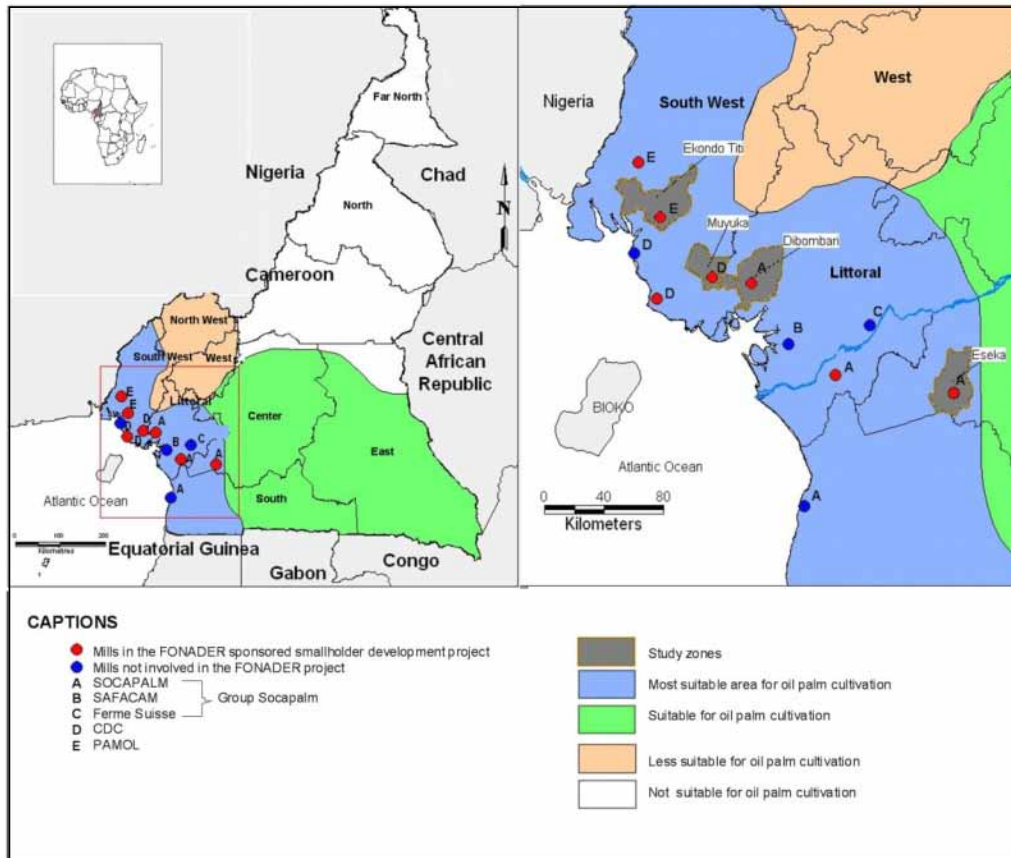 Far North
Nigeria
Chad
N
North
Cameroon
North West
South West
West
Central
African
Republic
Littoral
Center
E
E
D
A
D
B
C
A
A
A
East
South
Atlantic Ocean
0 100 200
Kilometres
Equatorial Guinea
Gabon
Congo
West
Nigeria
South West
Ekondo Titi
E
E
Muyuka
Dibombari
D
D
A
Littoral
D
C
B
A
Eseka
A
BIOKO
Atlantic Ocean
0 40 80
Kilometers
A
CAPTIONS
Mills in the FONADER sponsored smallholder development project
Mills not involved in the FONADER project
A SOCAPALM
B SAFACAM
C Ferme Suisse
Group Socapalm
D CDC
E PAMOL
Study zones
Most suitable area for oil palm cultivation
Suitable for oil palm cultivation
Less suitable for oil palm cultivation
Not suitable for oil palm cultivation